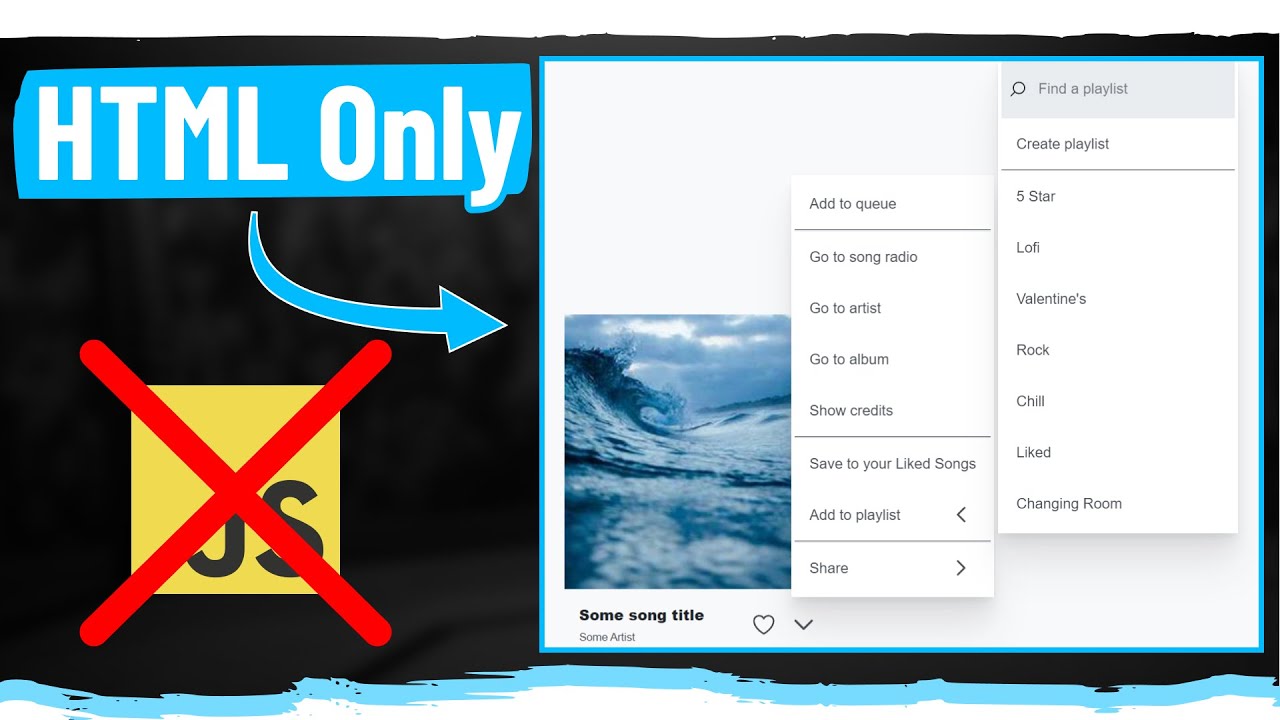 HTML Only
JS
Find a playlist
Create playlist
5 Star
Lofi
Valentine's
Rock
Chill
Liked
Changing Room
Add to queue
Go to song radio
Go to artist
Go to album
Show credits
Save to your Liked Songs
Add to playlist
Share
Some song title
Some Artist